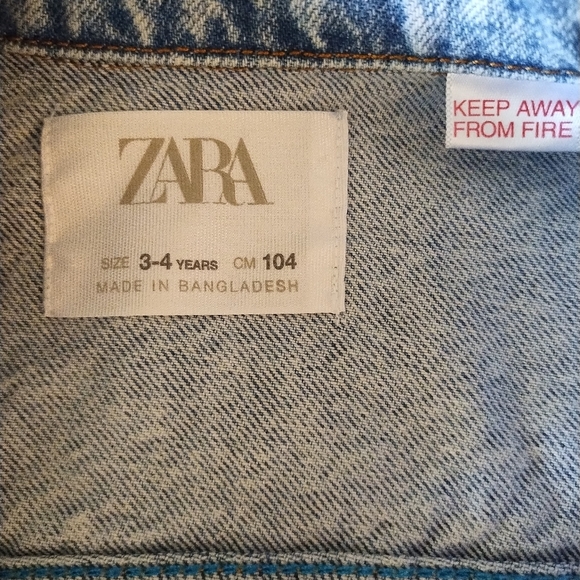 ZARA
SIZE 3-4 YEARS CM 104
MADE IN BANGLADESH
KEEP AWAY
FROM FIRE